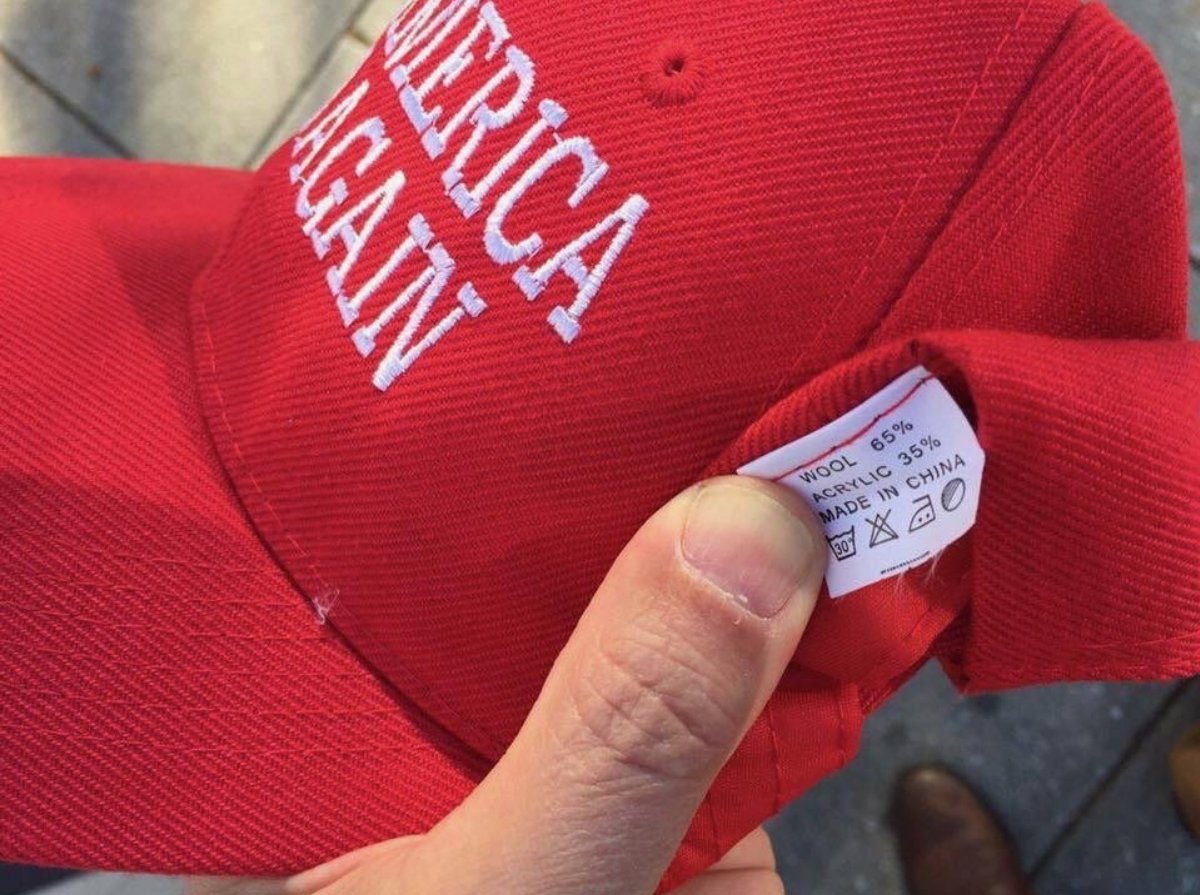 AMERICA
AGAIN
WOOL 65%
ACRYLIC 35%
MADE IN CHINA
30°